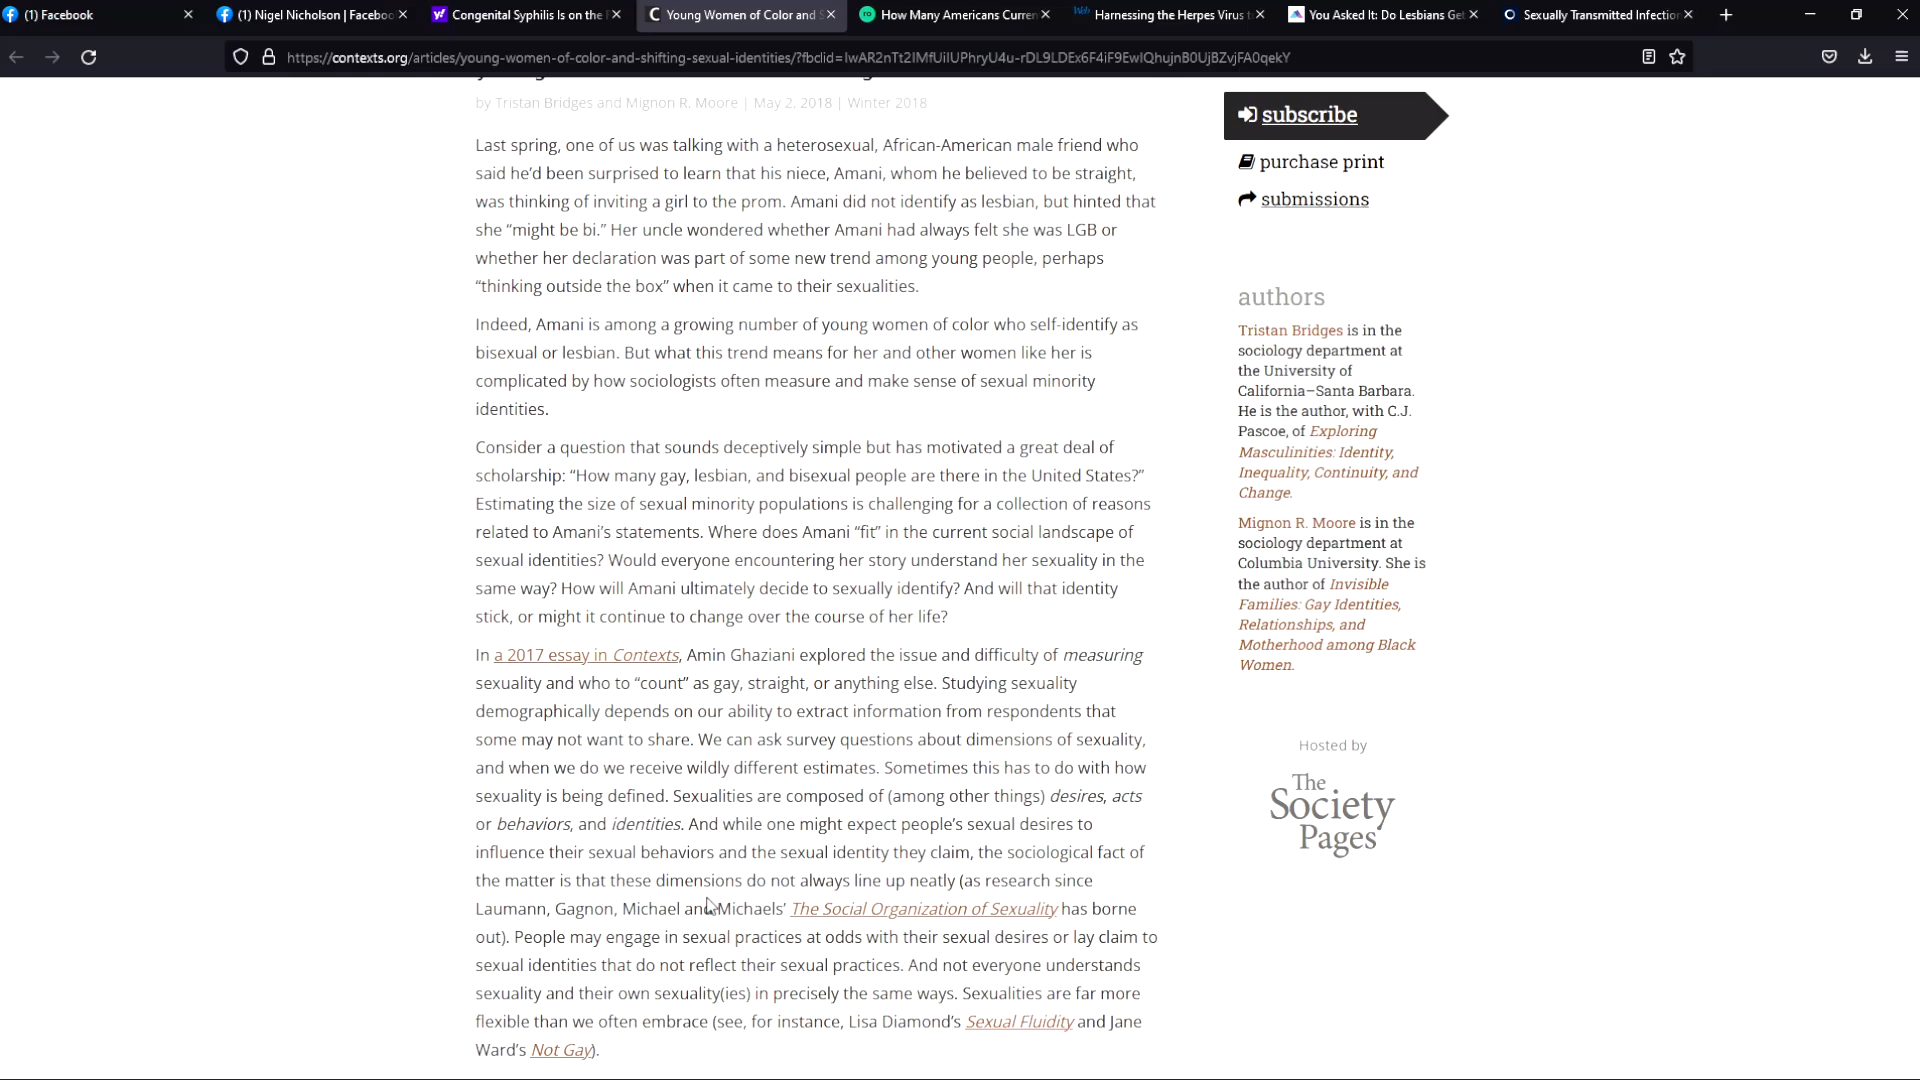 (1) Facebook
(1) Nigel Nicholson | Faceboo
Congenital Syphilis Is on the
Young Women of Color and S
How Many Americans Curren
Harnessing the Herpes Virus t
You Asked It: Do Lesbians Get
Sexually Transmitted Infection
by Tristan Bridges and Mignon R. Moore | May 2, 2018 | Winter 2018
Last spring, one of us was talking with a heterosexual, African-American male friend who
said he’d been surprised to learn that his niece, Amani, whom he believed to be straight,
was thinking of inviting a girl to the prom. Amani did not identify as lesbian, but hinted that
she “might be bi.” Her uncle wondered whether Amani had always felt she was LGB or
whether her declaration was part of some new trend among young people, perhaps
“thinking outside the box” when it came to their sexualities.
Indeed, Amani is among a growing number of young women of color who self-identify as
bisexual or lesbian. But what this trend means for her and other women like her is
complicated by how sociologists often measure and make sense of sexual minority
identities.
Consider a question that sounds deceptively simple but has motivated a great deal of
scholarship: “How many gay, lesbian, and bisexual people are there in the United States?”
Estimating the size of sexual minority populations is challenging for a collection of reasons
related to Amani’s statements. Where does Amani “fit” in the current social landscape of
sexual identities? Would everyone encountering her story understand her sexuality in the
same way? How will Amani ultimately decide to sexually identify? And will that identity
stick, or might it continue to change over the course of her life?
In a 2017 essay in Contexts, Amin Ghaziani explored the issue and difficulty of measuring
sexuality and who to “count” as gay, straight, or anything else. Studying sexuality
demographically depends on our ability to extract information from respondents that
some may not want to share. We can ask survey questions about dimensions of sexuality,
and when we do we receive wildly different estimates. Sometimes this has to do with how
sexuality is being defined. Sexualities are composed of (among other things) desires, acts
or behaviors, and identities. And while one might expect people’s sexual desires to
influence their sexual behaviors and the sexual identity they claim, the sociological fact of
the matter is that these dimensions do not always line up neatly (as research since
Laumann, Gagnon, Michael and Michaels’ The Social Organization of Sexuality has borne
out). People may engage in sexual practices at odds with their sexual desires or lay claim to
sexual identities that do not reflect their sexual practices. And not everyone understands
sexuality and their own sexuality(ies) in precisely the same ways. Sexualities are far more
flexible than we often embrace (see, for instance, Lisa Diamond’s Sexual Fluidity and Jane
Ward’s Not Gay).
subscribe
purchase print
submissions
authors
Tristan Bridges is in the
sociology department at
the University of
California–Santa Barbara.
He is the author, with C.J.
Pascoe, of Exploring
Masculinities: Identity,
Inequality, Continuity, and
Change.
Mignon R. Moore is in the
sociology department at
Columbia University. She is
the author of Invisible
Families: Gay Identities,
Relationships, and
Motherhood among Black
Women.
Hosted by
The
Society
Pages